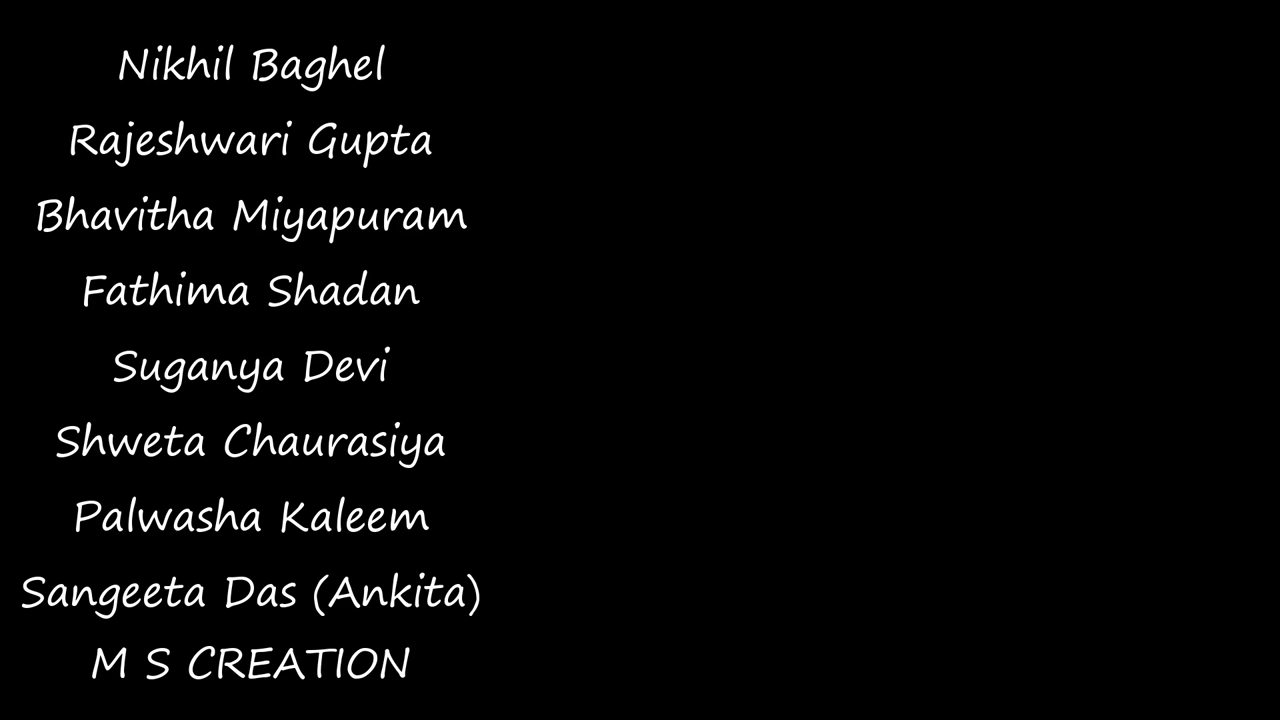 Nikhil Baghel
Rajeshwari Gupta
Bhavitha Miyapuram
Fathima Shadan
Suganya Devi
Shweta Chaurasiya
Palwasha Kaleem
Sangeeta Das (Ankita)
M S CREATION